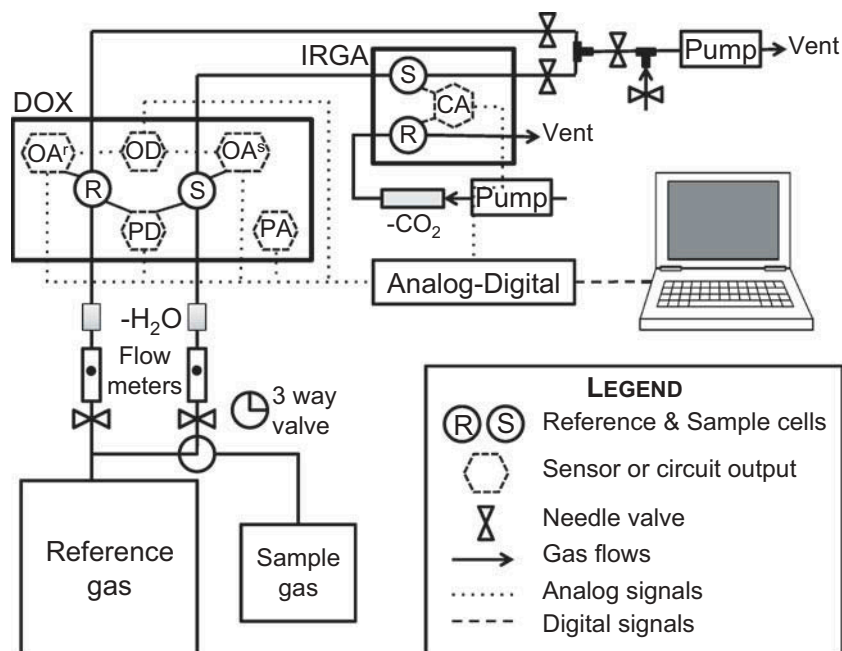 IRGA
Pump
Vent
DOX
S
CA
R
Vent
OAʳ
OD
OAˢ
R
S
PD
PA
-CO₂
Pump
Analog-Digital
-H₂O
Flow
meters
3 way
valve
Reference
gas
Sample
gas
LEGEND
R S Reference & Sample cells
Sensor or circuit output
Needle valve
Gas flows
Analog signals
Digital signals